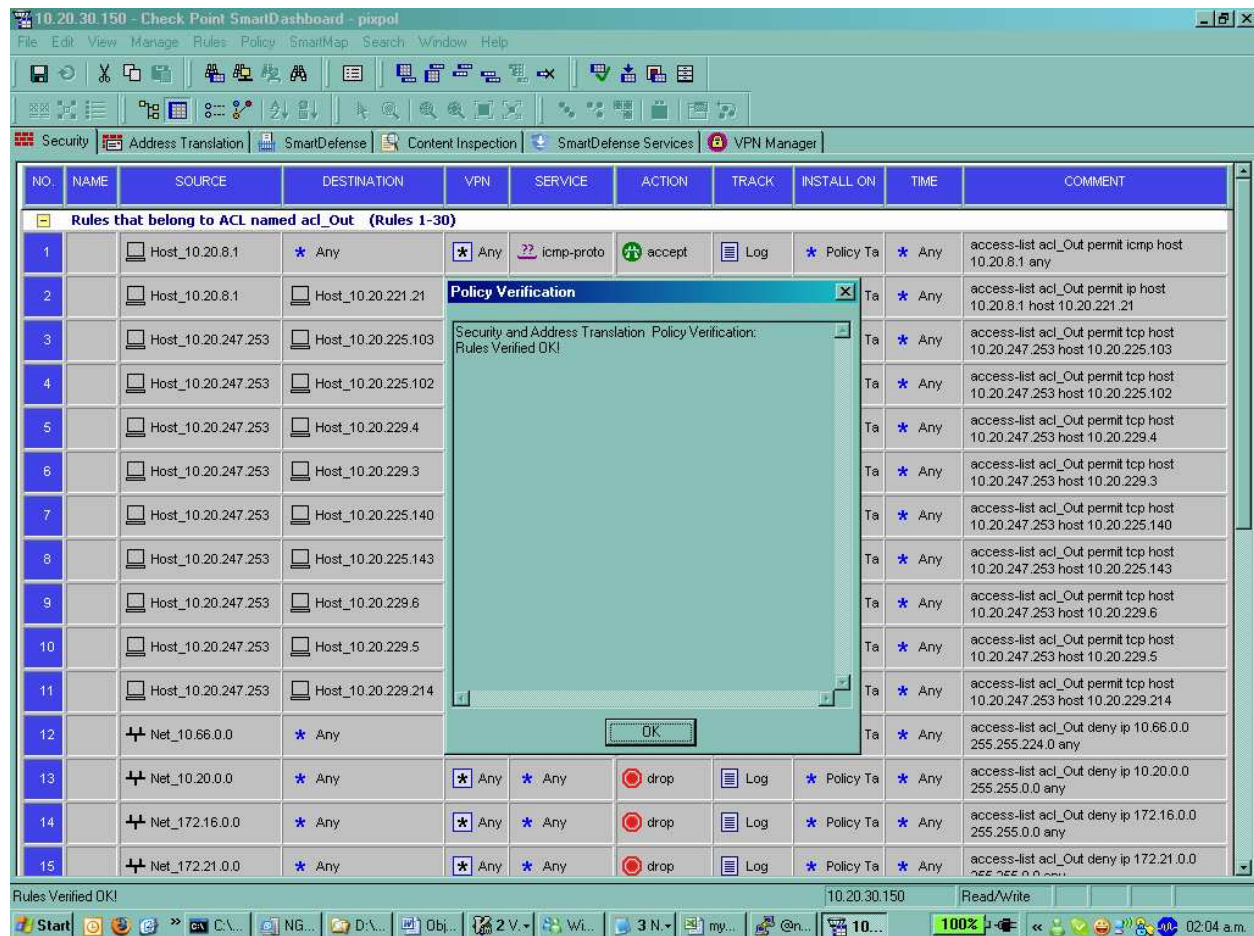 10.20.30.150 - Check Point SmartDashboard - pixpol
File Edit View Manage Rules Policy SmartMap Search Window Help
Security Address Translation SmartDefense Content Inspection SmartDefense Services VPN Manager
NO. NAME SOURCE DESTINATION VPN SERVICE ACTION TRACK INSTALL ON TIME COMMENT
Rules that belong to ACL named acl_Out (Rules 1-30)
1 Host_10.20.8.1 * Any * Any ?? icmp-proto accept Log * Policy Ta * Any access-list acl_Out permit icmp host
10.20.8.1 any
Policy Verification
Security and Address Translation Policy Verification:
Rules Verified OK!
OK
2 Host_10.20.8.1 Host_10.20.221.21 Ta * Any access-list acl_Out permit ip host
10.20.8.1 host 10.20.221.21
3 Host_10.20.247.253 Host_10.20.225.103 Ta * Any access-list acl_Out permit tcp host
10.20.247.253 host 10.20.225.103
4 Host_10.20.247.253 Host_10.20.225.102 Ta * Any access-list acl_Out permit tcp host
10.20.247.253 host 10.20.225.102
5 Host_10.20.247.253 Host_10.20.229.4 Ta * Any access-list acl_Out permit tcp host
10.20.247.253 host 10.20.229.4
6 Host_10.20.247.253 Host_10.20.229.3 Ta * Any access-list acl_Out permit tcp host
10.20.247.253 host 10.20.229.3
7 Host_10.20.247.253 Host_10.20.225.140 Ta * Any access-list acl_Out permit tcp host
10.20.247.253 host 10.20.225.140
8 Host_10.20.247.253 Host_10.20.225.143 Ta * Any access-list acl_Out permit tcp host
10.20.247.253 host 10.20.225.143
9 Host_10.20.247.253 Host_10.20.229.6 Ta * Any access-list acl_Out permit tcp host
10.20.247.253 host 10.20.229.6
10 Host_10.20.247.253 Host_10.20.229.5 Ta * Any access-list acl_Out permit tcp host
10.20.247.253 host 10.20.229.5
11 Host_10.20.247.253 Host_10.20.229.214 Ta * Any access-list acl_Out permit tcp host
10.20.247.253 host 10.20.229.214
12 Net_10.66.0.0 * Any Ta * Any access-list acl_Out deny ip 10.66.0.0
255.255.224.0 any
13 Net_10.20.0.0 * Any * Any * Any drop Log * Policy Ta * Any access-list acl_Out deny ip 10.20.0.0
255.255.0.0 any
14 Net_172.16.0.0 * Any * Any * Any drop Log * Policy Ta * Any access-list acl_Out deny ip 172.16.0.0
255.255.0.0 any
15 Net_172.21.0.0 * Any * Any * Any drop Log * Policy Ta * Any access-list acl_Out deny ip 172.21.0.0
Rules Verified OK! 10.20.30.150 Read/Write
Start » C:\... NG... D:\... Obj... 2 V. Wi... 3 N. my... @n... 10... 100% « 02:04 a.m.